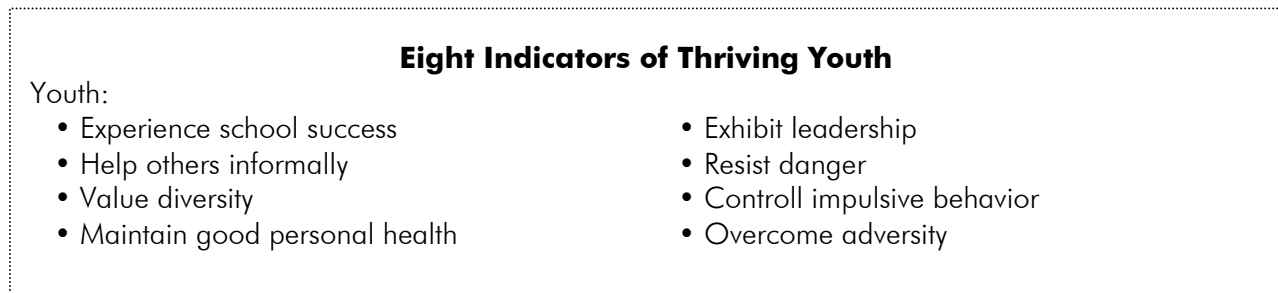 Eight Indicators of Thriving Youth
Youth:
• Experience school success
• Help others informally
• Value diversity
• Maintain good personal health
• Exhibit leadership
• Resist danger
• Controll impulsive behavior
• Overcome adversity